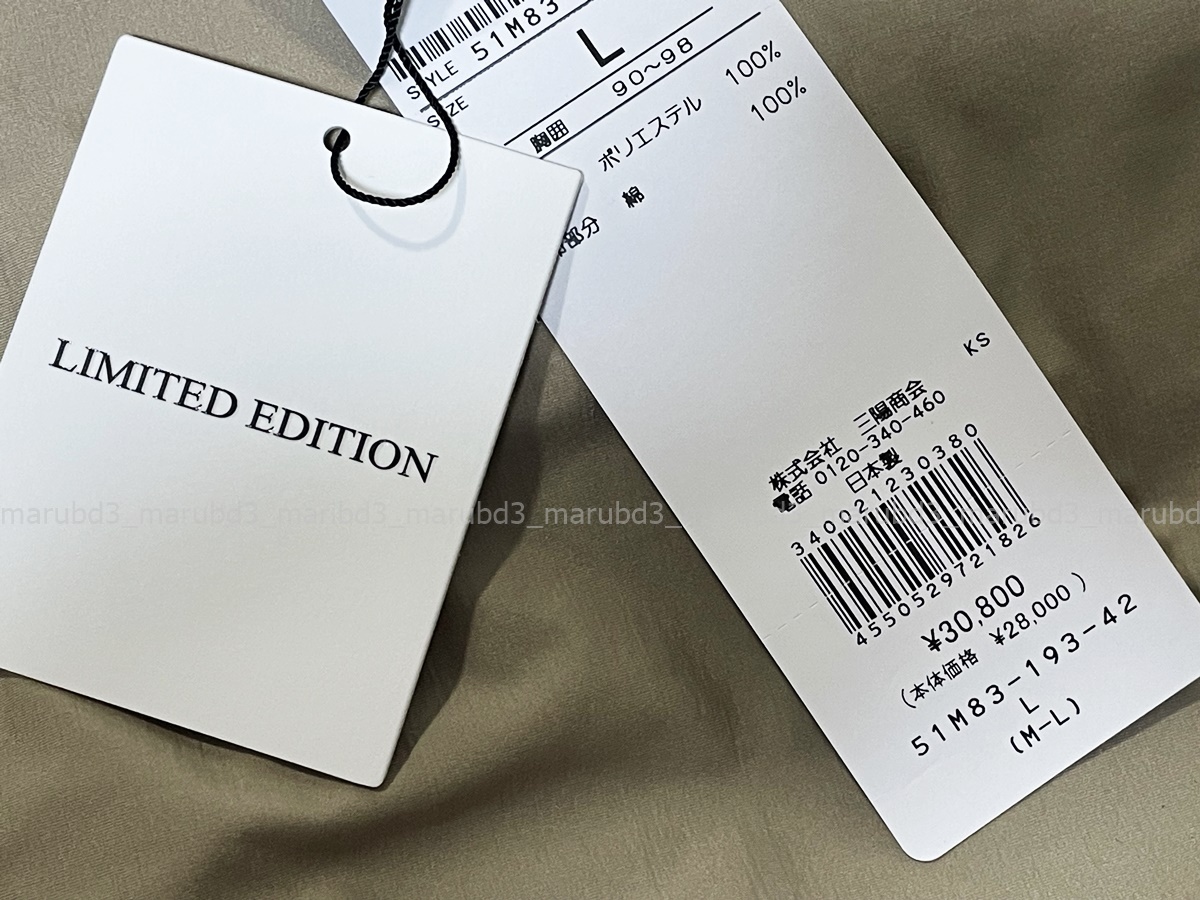 LIMITED EDITION
STYLE 51M83
SIZE L
胸囲 90~98
ポリエステル 100%
部分 綿 100%
KS
株式会社 三陽商会
電話 0120-340-460
日本製
340021230380
4550529721826
¥30,800
(本体価格 ¥28,000)
51M83-193-42
L
(M-L)
marubd3_marubd3_maribd3_marubd3_marubd3_